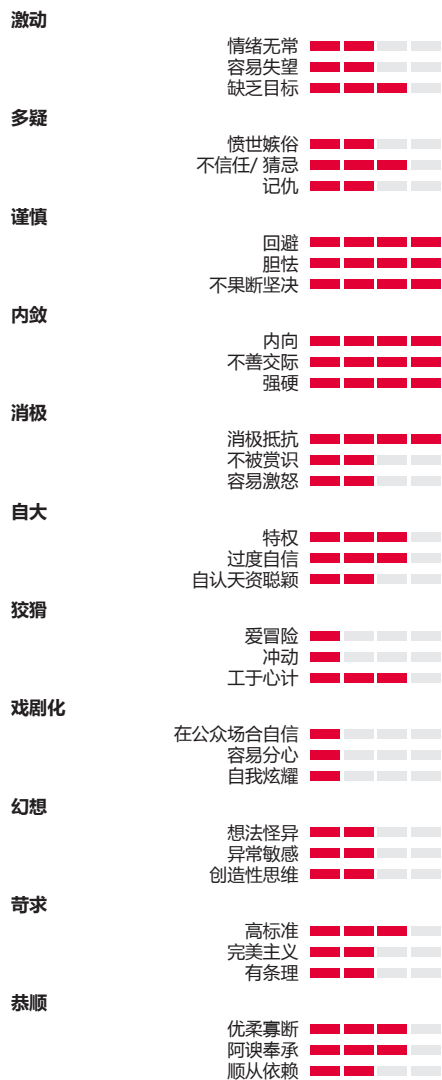 激动
情绪无常
容易失望
缺乏目标
多疑
愤世嫉俗
不信任/ 猜忌
记仇
谨慎
回避
胆怯
不果断坚决
内敛
内向
不善交际
强硬
消极
消极抵抗
不被赏识
容易激怒
自大
特权
过度自信
自认天资聪颖
狡猾
爱冒险
冲动
工于心计
戏剧化
在公众场合自信
容易分心
自我炫耀
幻想
想法怪异
异常敏感
创造性思维
苛求
高标准
完美主义
有条理
恭顺
优柔寡断
阿谀奉承
顺从依赖